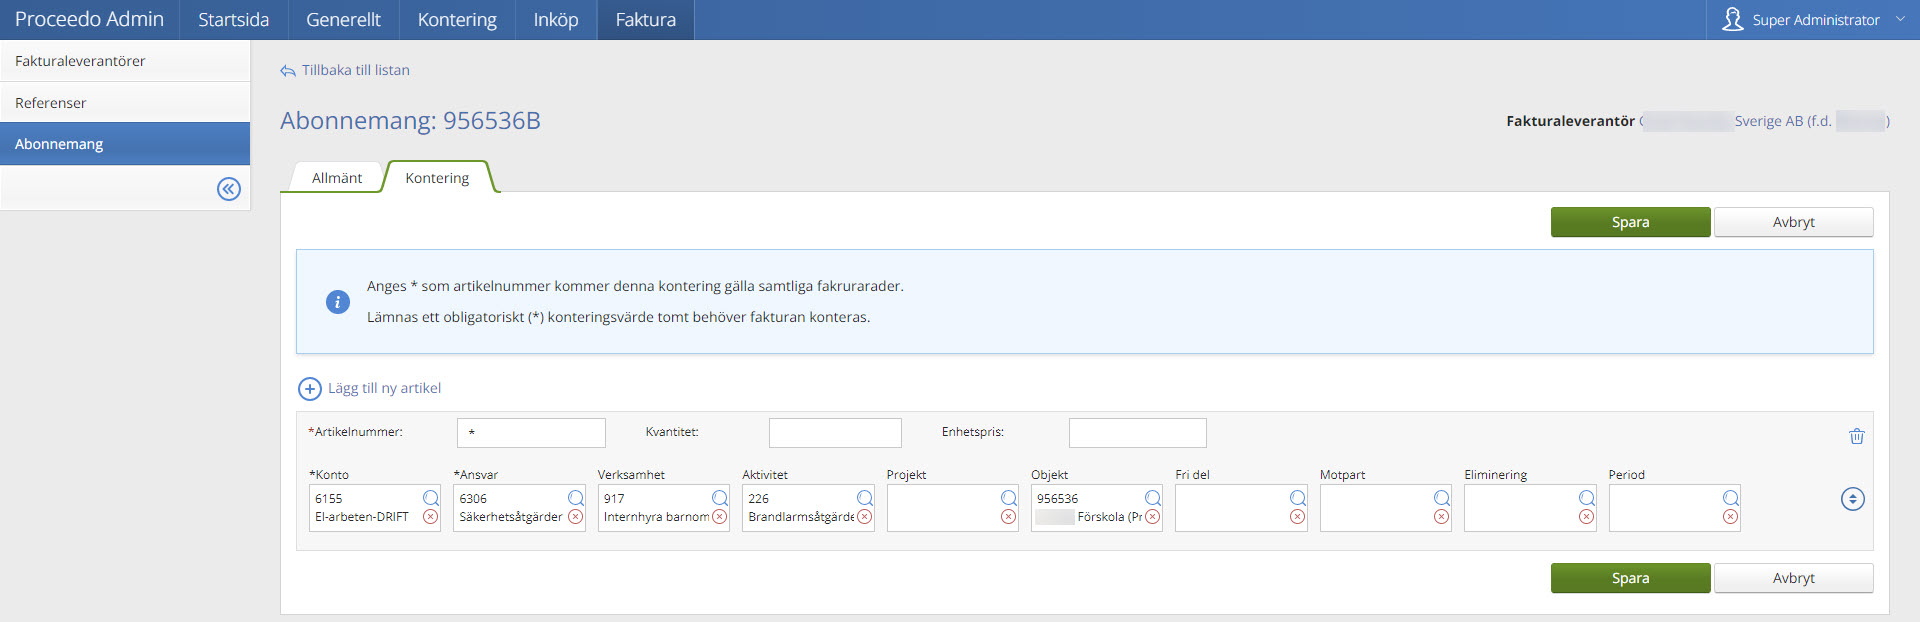 Proceedo Admin Startsida Generellt Kontering Inköp Faktura Super Administrator
Fakturaleverantörer
Referenser
Abonnemang
Tillbaka till listan
Abonnemang: 956536B
Fakturaleverantör Sverige AB (f.d. )
Allmänt Kontering
Spara Avbryt
Anges * som artikelnummer kommer denna kontering gälla samtliga fakrurarader.
Lämnas ett obligatoriskt (*) konteringsvärde tomt behöver fakturan konteras.
Lägg till ny artikel
*Artikelnummer: * Kvantitet: Enhetspris:
*Konto *Ansvar Verksamhet Aktivitet Projekt Objekt Fri del Motpart Eliminering Period
6155 6306 917 226 956536
El-arbeten-DRIFT Säkerhetsåtgärder Internhyra barnom Brandlarmsåtgärde Förskola (Pr
Spara Avbryt